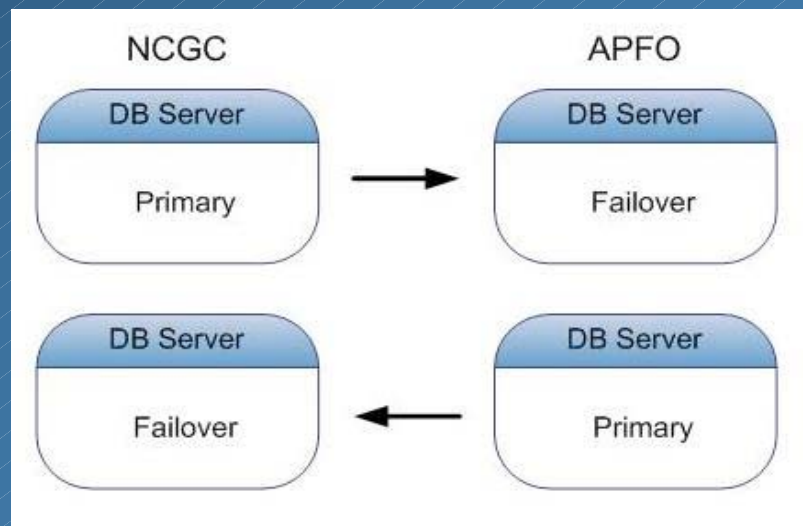 NCGC
APFO
DB Server
DB Server
Primary
Failover
DB Server
DB Server
Failover
Primary